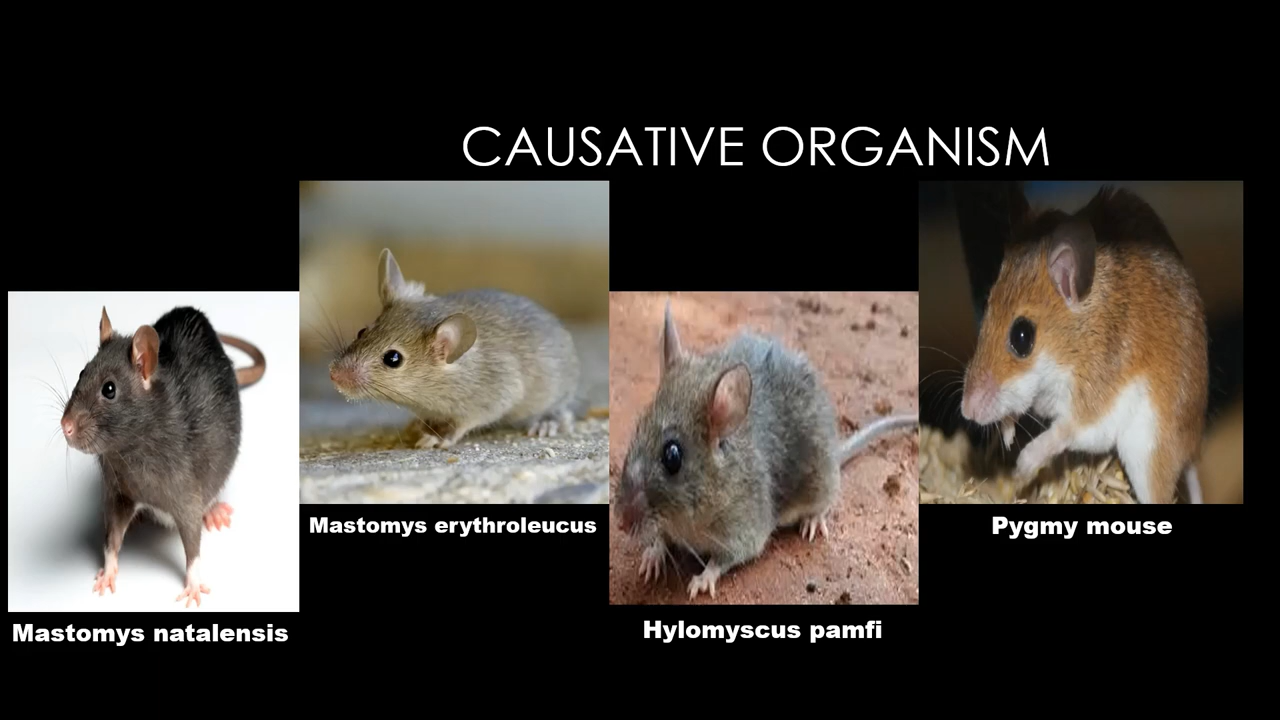 CAUSATIVE ORGANISM
Mastomys natalensis
Mastomys erythroleucus
Hylomyscus pamfi
Pygmy mouse